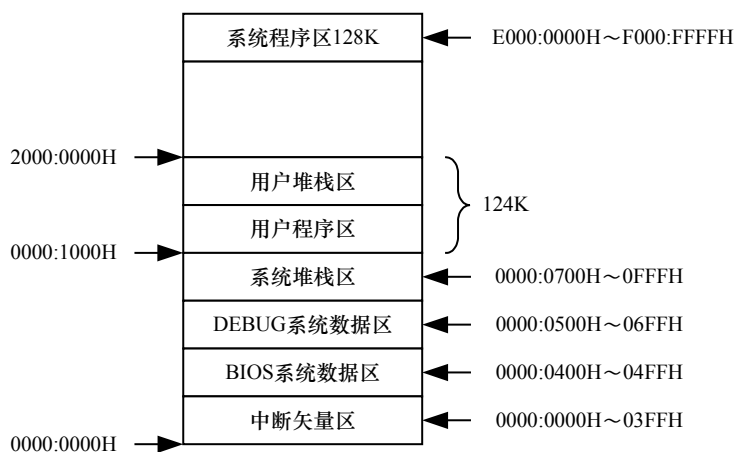 系统程序区128K
E000:0000H～F000:FFFFH
2000:0000H
用户堆栈区
124K
用户程序区
0000:1000H
系统堆栈区
0000:0700H～0FFFH
DEBUG系统数据区
0000:0500H～06FFH
BIOS系统数据区
0000:0400H～04FFH
中断矢量区
0000:0000H～03FFH
0000:0000H